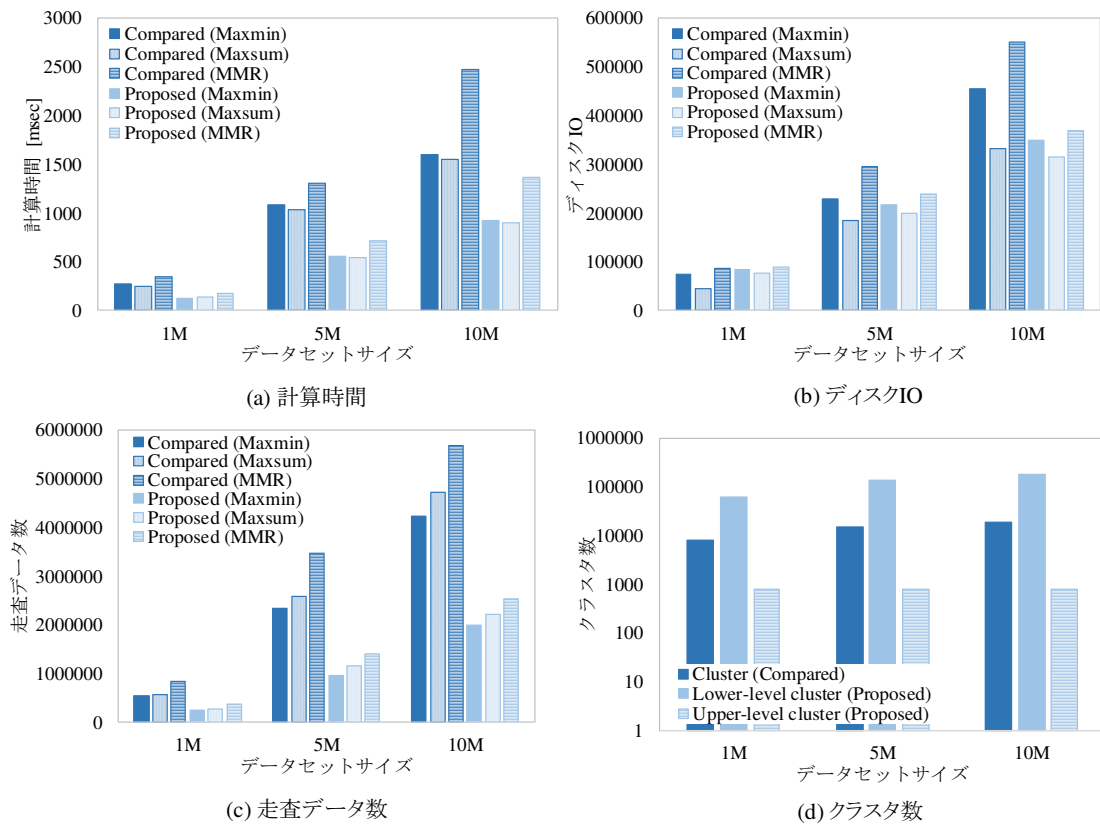 3000
2500
2000
1500
1000
500
0
計算時間 [msec]
Compared (Maxmin)
Compared (Maxsum)
Compared (MMR)
Proposed (Maxmin)
Proposed (Maxsum)
Proposed (MMR)
1M 5M 10M
データセットサイズ
(a) 計算時間
600000
500000
400000
300000
200000
100000
0
ディスクIO
Compared (Maxmin)
Compared (Maxsum)
Compared (MMR)
Proposed (Maxmin)
Proposed (Maxsum)
Proposed (MMR)
1M 5M 10M
データセットサイズ
(b) ディスクIO
6000000
5000000
4000000
3000000
2000000
1000000
0
走査データ数
Compared (Maxmin)
Compared (Maxsum)
Compared (MMR)
Proposed (Maxmin)
Proposed (Maxsum)
Proposed (MMR)
1M 5M 10M
データセットサイズ
(c) 走査データ数
1000000
100000
10000
1000
100
10
1
クラスタ数
Cluster (Compared)
Lower-level cluster (Proposed)
Upper-level cluster (Proposed)
1M 5M 10M
データセットサイズ
(d) クラスタ数